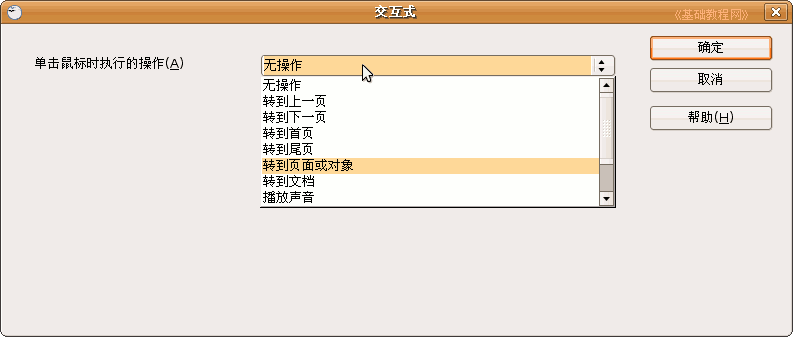 交互式
《基础教程网》
单击鼠标时执行的操作(A)
无操作
确定
取消
帮助(H)
无操作
转到上一页
转到下一页
转到首页
转到尾页
转到页面或对象
转到文档
播放声音